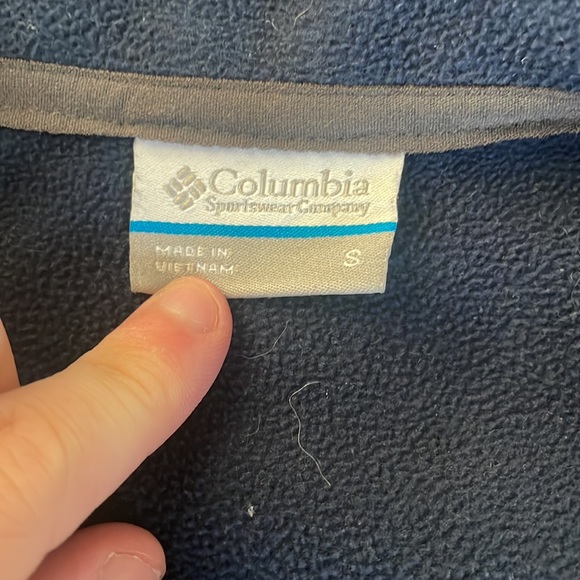 Columbia
Sportswear Company
MADE IN
VIETNAM
S